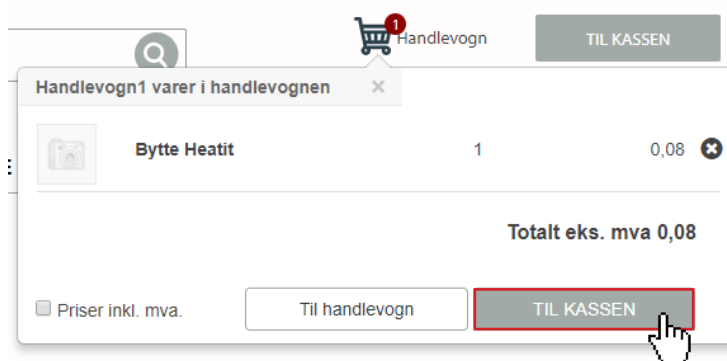 1
Handlevogn
TIL KASSEN
Handlevogn1 varer i handlevognen ×
Bytte Heatit 1 0,08
Totalt eks. mva 0,08
Priser inkl. mva. Til handlevogn TIL KASSEN